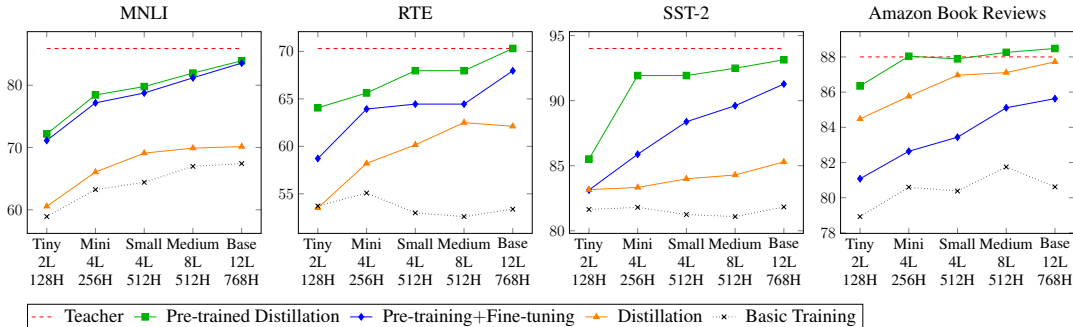 MNLI
RTE
SST-2
Amazon Book Reviews
80
70
60
Tiny Mini Small Medium Base
2L 4L 4L 8L 12L
128H 256H 512H 512H 768H
70
65
60
55
Tiny Mini Small Medium Base
2L 4L 4L 8L 12L
128H 256H 512H 512H 768H
95
90
85
80
Tiny Mini Small Medium Base
2L 4L 4L 8L 12L
128H 256H 512H 512H 768H
88
86
84
82
80
78
Tiny Mini Small Medium Base
2L 4L 4L 8L 12L
128H 256H 512H 512H 768H
Teacher Pre-trained Distillation Pre-training+Fine-tuning Distillation Basic Training